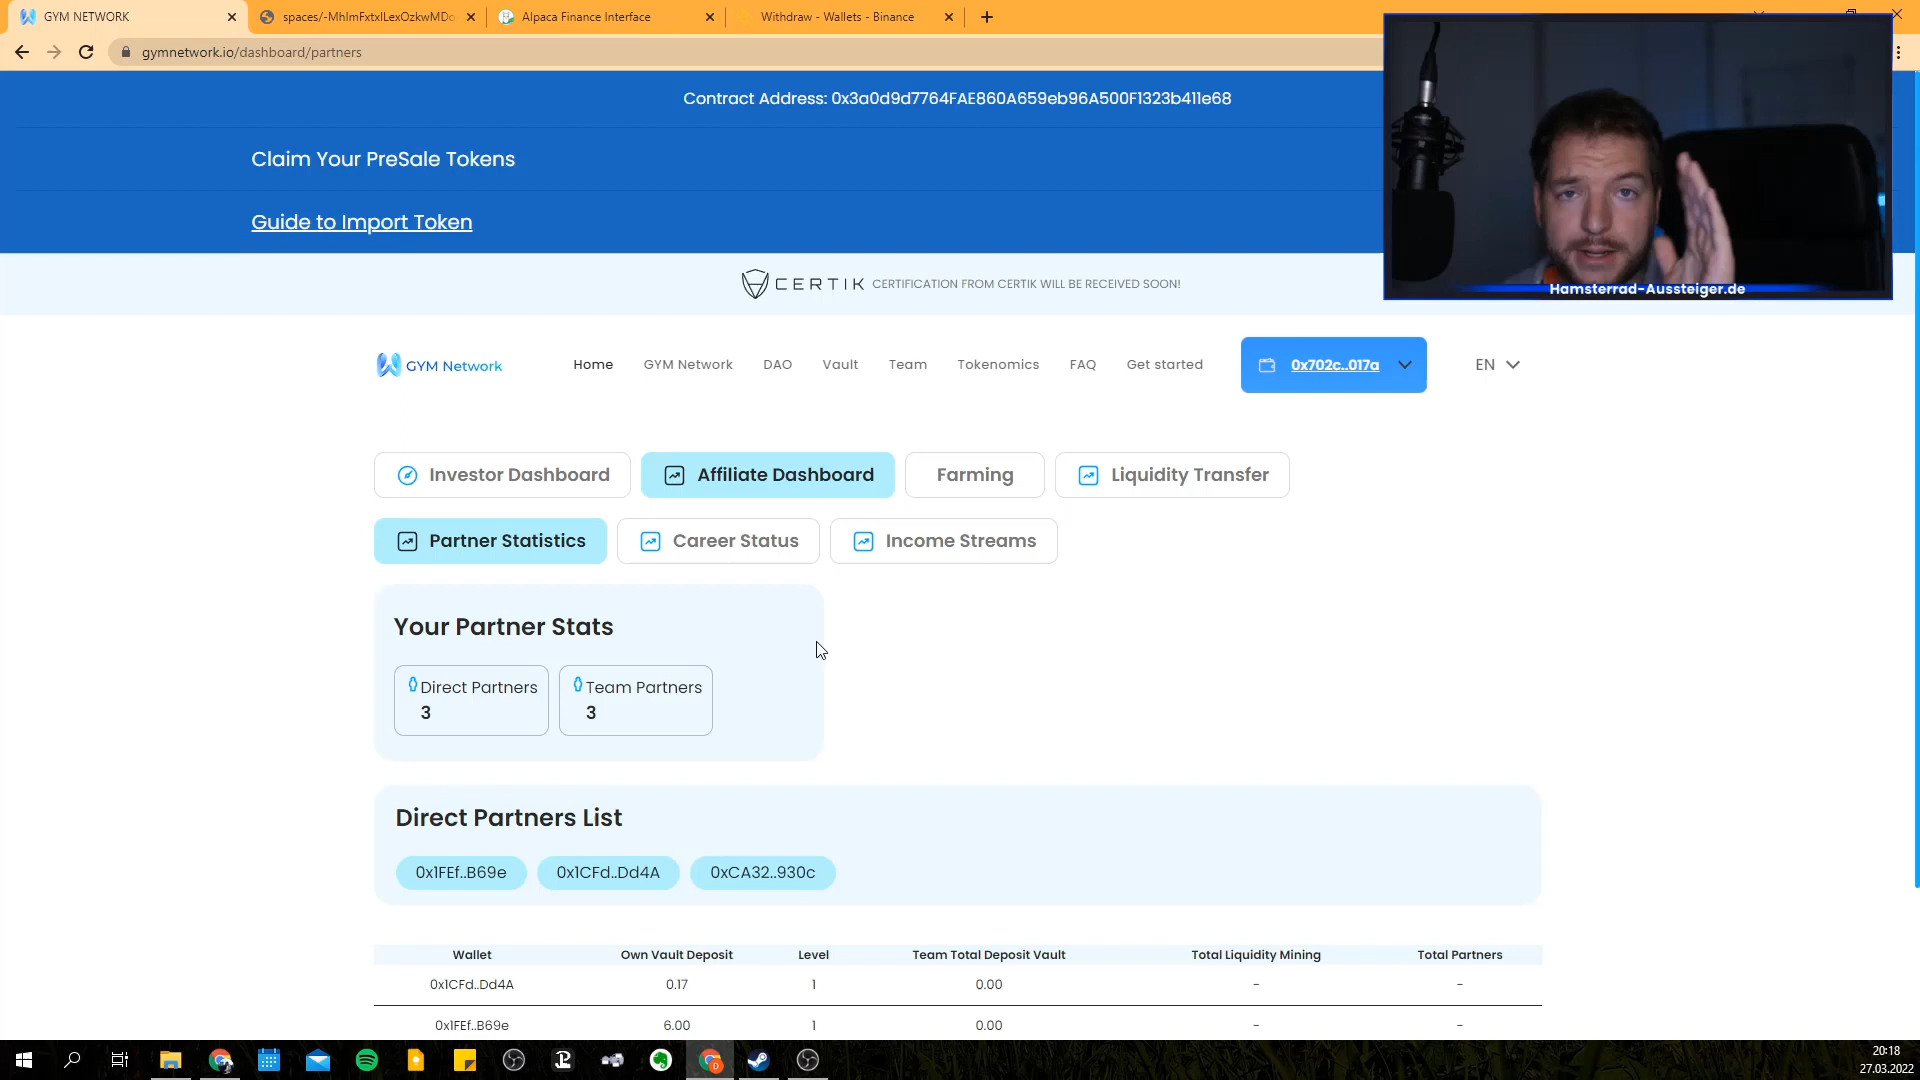 GYM NETWORK
spaces/-MhImFxtxILexOzkwMDo
Alpaca Finance Interface
Withdraw - Wallets - Binance
gymnetwork.io/dashboard/partners
Contract Address: 0x3a0d9d7764FAE860A659eb96A500F1323b411e68
Claim Your PreSale Tokens
Guide to Import Token
Hamsterrad-Aussteiger.de
CERTIK CERTIFICATION FROM CERTIK WILL BE RECEIVED SOON!
GYM Network
Home
GYM Network
DAO
Vault
Team
Tokenomics
FAQ
Get started
0x702c..017a
EN
Investor Dashboard
Affiliate Dashboard
Farming
Liquidity Transfer
Partner Statistics
Career Status
Income Streams
Your Partner Stats
Direct Partners
3
Team Partners
3
Direct Partners List
0x1FEf..B69e
0x1CFd..Dd4A
0xCA32..930c
Wallet Own Vault Deposit Level Team Total Deposit Vault Total Liquidity Mining Total Partners
0x1CFd..Dd4A 0.17 1 0.00 - -
0x1FEf..B69e 6.00 1 0.00 - -
20:18
27.03.2022